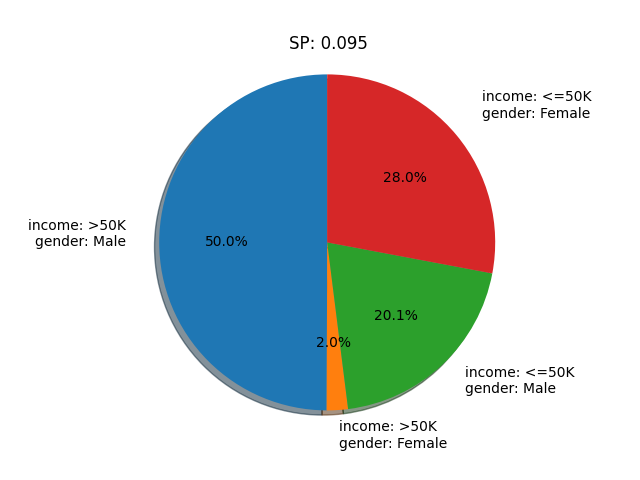 SP: 0.095
income: <=50K
gender: Female
28.0%
income: >50K
gender: Male
50.0%
20.1%
2.0%
income: <=50K
gender: Male
income: >50K
gender: Female